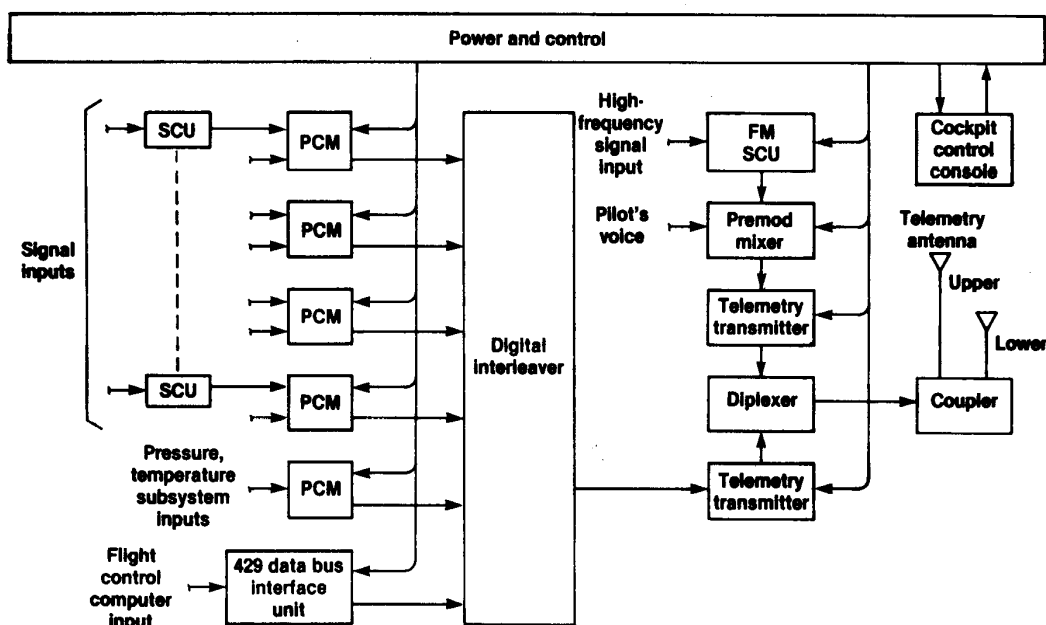 Power and control
Signal
inputs
SCU
PCM
PCM
PCM
SCU
PCM
Pressure,
temperature
subsystem
inputs
PCM
Flight
control
computer
input
429 data bus
interface
unit
Digital
interleaver
High-
frequency
signal
input
FM
SCU
Pilot's
voice
Premod
mixer
Telemetry
transmitter
Diplexer
Telemetry
transmitter
Cockpit
control
console
Telemetry
antenna
Upper
Lower
Coupler